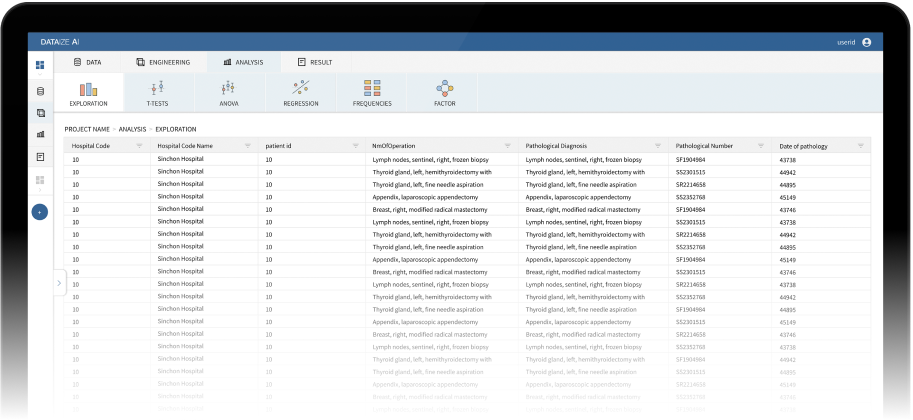 DATAIZE AI userid
DATA ENGINEERING ANALYSIS RESULT
EXPLORATION T-TESTS ANOVA REGRESSION FREQUENCIES FACTOR
PROJECT NAME > ANALYSIS > EXPLORATION
Hospital Code Hospital Code Name patient id NmOfOperation Pathological Diagnosis Pathological Number Date of pathology
10 Sinchon Hospital 10 Lymph nodes, sentinel, right, frozen biopsy Lymph nodes, sentinel, right, frozen biopsy SF1904984 43738
10 Sinchon Hospital 10 Thyroid gland, left, hemithyroidectomy with Thyroid gland, left, hemithyroidectomy with SS2301515 44942
10 Sinchon Hospital 10 Thyroid gland, left, fine needle aspiration Thyroid gland, left, fine needle aspiration SR2214658 44895
10 Sinchon Hospital 10 Appendix, laparoscopic appendectomy Appendix, laparoscopic appendectomy SS2352768 45149
10 Sinchon Hospital 10 Breast, right, modified radical mastectomy Breast, right, modified radical mastectomy SF1904984 43746
10 Sinchon Hospital 10 Lymph nodes, sentinel, right, frozen biopsy Lymph nodes, sentinel, right, frozen biopsy SS2301515 43738
10 Sinchon Hospital 10 Thyroid gland, left, hemithyroidectomy with Thyroid gland, left, hemithyroidectomy with SR2214658 44942
10 Sinchon Hospital 10 Thyroid gland, left, fine needle aspiration Thyroid gland, left, fine needle aspiration SS2352768 44895
10 Sinchon Hospital 10 Appendix, laparoscopic appendectomy Appendix, laparoscopic appendectomy SF1904984 45149
10 Sinchon Hospital 10 Breast, right, modified radical mastectomy Breast, right, modified radical mastectomy SS2301515 43746
10 Sinchon Hospital 10 Lymph nodes, sentinel, right, frozen biopsy Lymph nodes, sentinel, right, frozen biopsy SR2214658 43738
10 Sinchon Hospital 10 Thyroid gland, left, hemithyroidectomy with Thyroid gland, left, hemithyroidectomy with SS2352768 44942
10 Sinchon Hospital 10 Thyroid gland, left, fine needle aspiration Thyroid gland, left, fine needle aspiration SF1904984 44895
10 Sinchon Hospital 10 Appendix, laparoscopic appendectomy Appendix, laparoscopic appendectomy SS2301515 45149
10 Sinchon Hospital 10 Breast, right, modified radical mastectomy Breast, right, modified radical mastectomy SR2214658 43746
10 Sinchon Hospital 10 Lymph nodes, sentinel, right, frozen biopsy Lymph nodes, sentinel, right, frozen biopsy SS2352768 43738
10 Sinchon Hospital 10 Thyroid gland, left, hemithyroidectomy with Thyroid gland, left, hemithyroidectomy with SF1904984 44942
10 Sinchon Hospital 10 Thyroid gland, left, fine needle aspiration Thyroid gland, left, fine needle aspiration SS2301515 44895
10 Sinchon Hospital 10 Appendix, laparoscopic appendectomy Appendix, laparoscopic appendectomy SR2214658 45149
10 Sinchon Hospital 10 Breast, right, modified radical mastectomy Breast, right, modified radical mastectomy SS2352768 43746